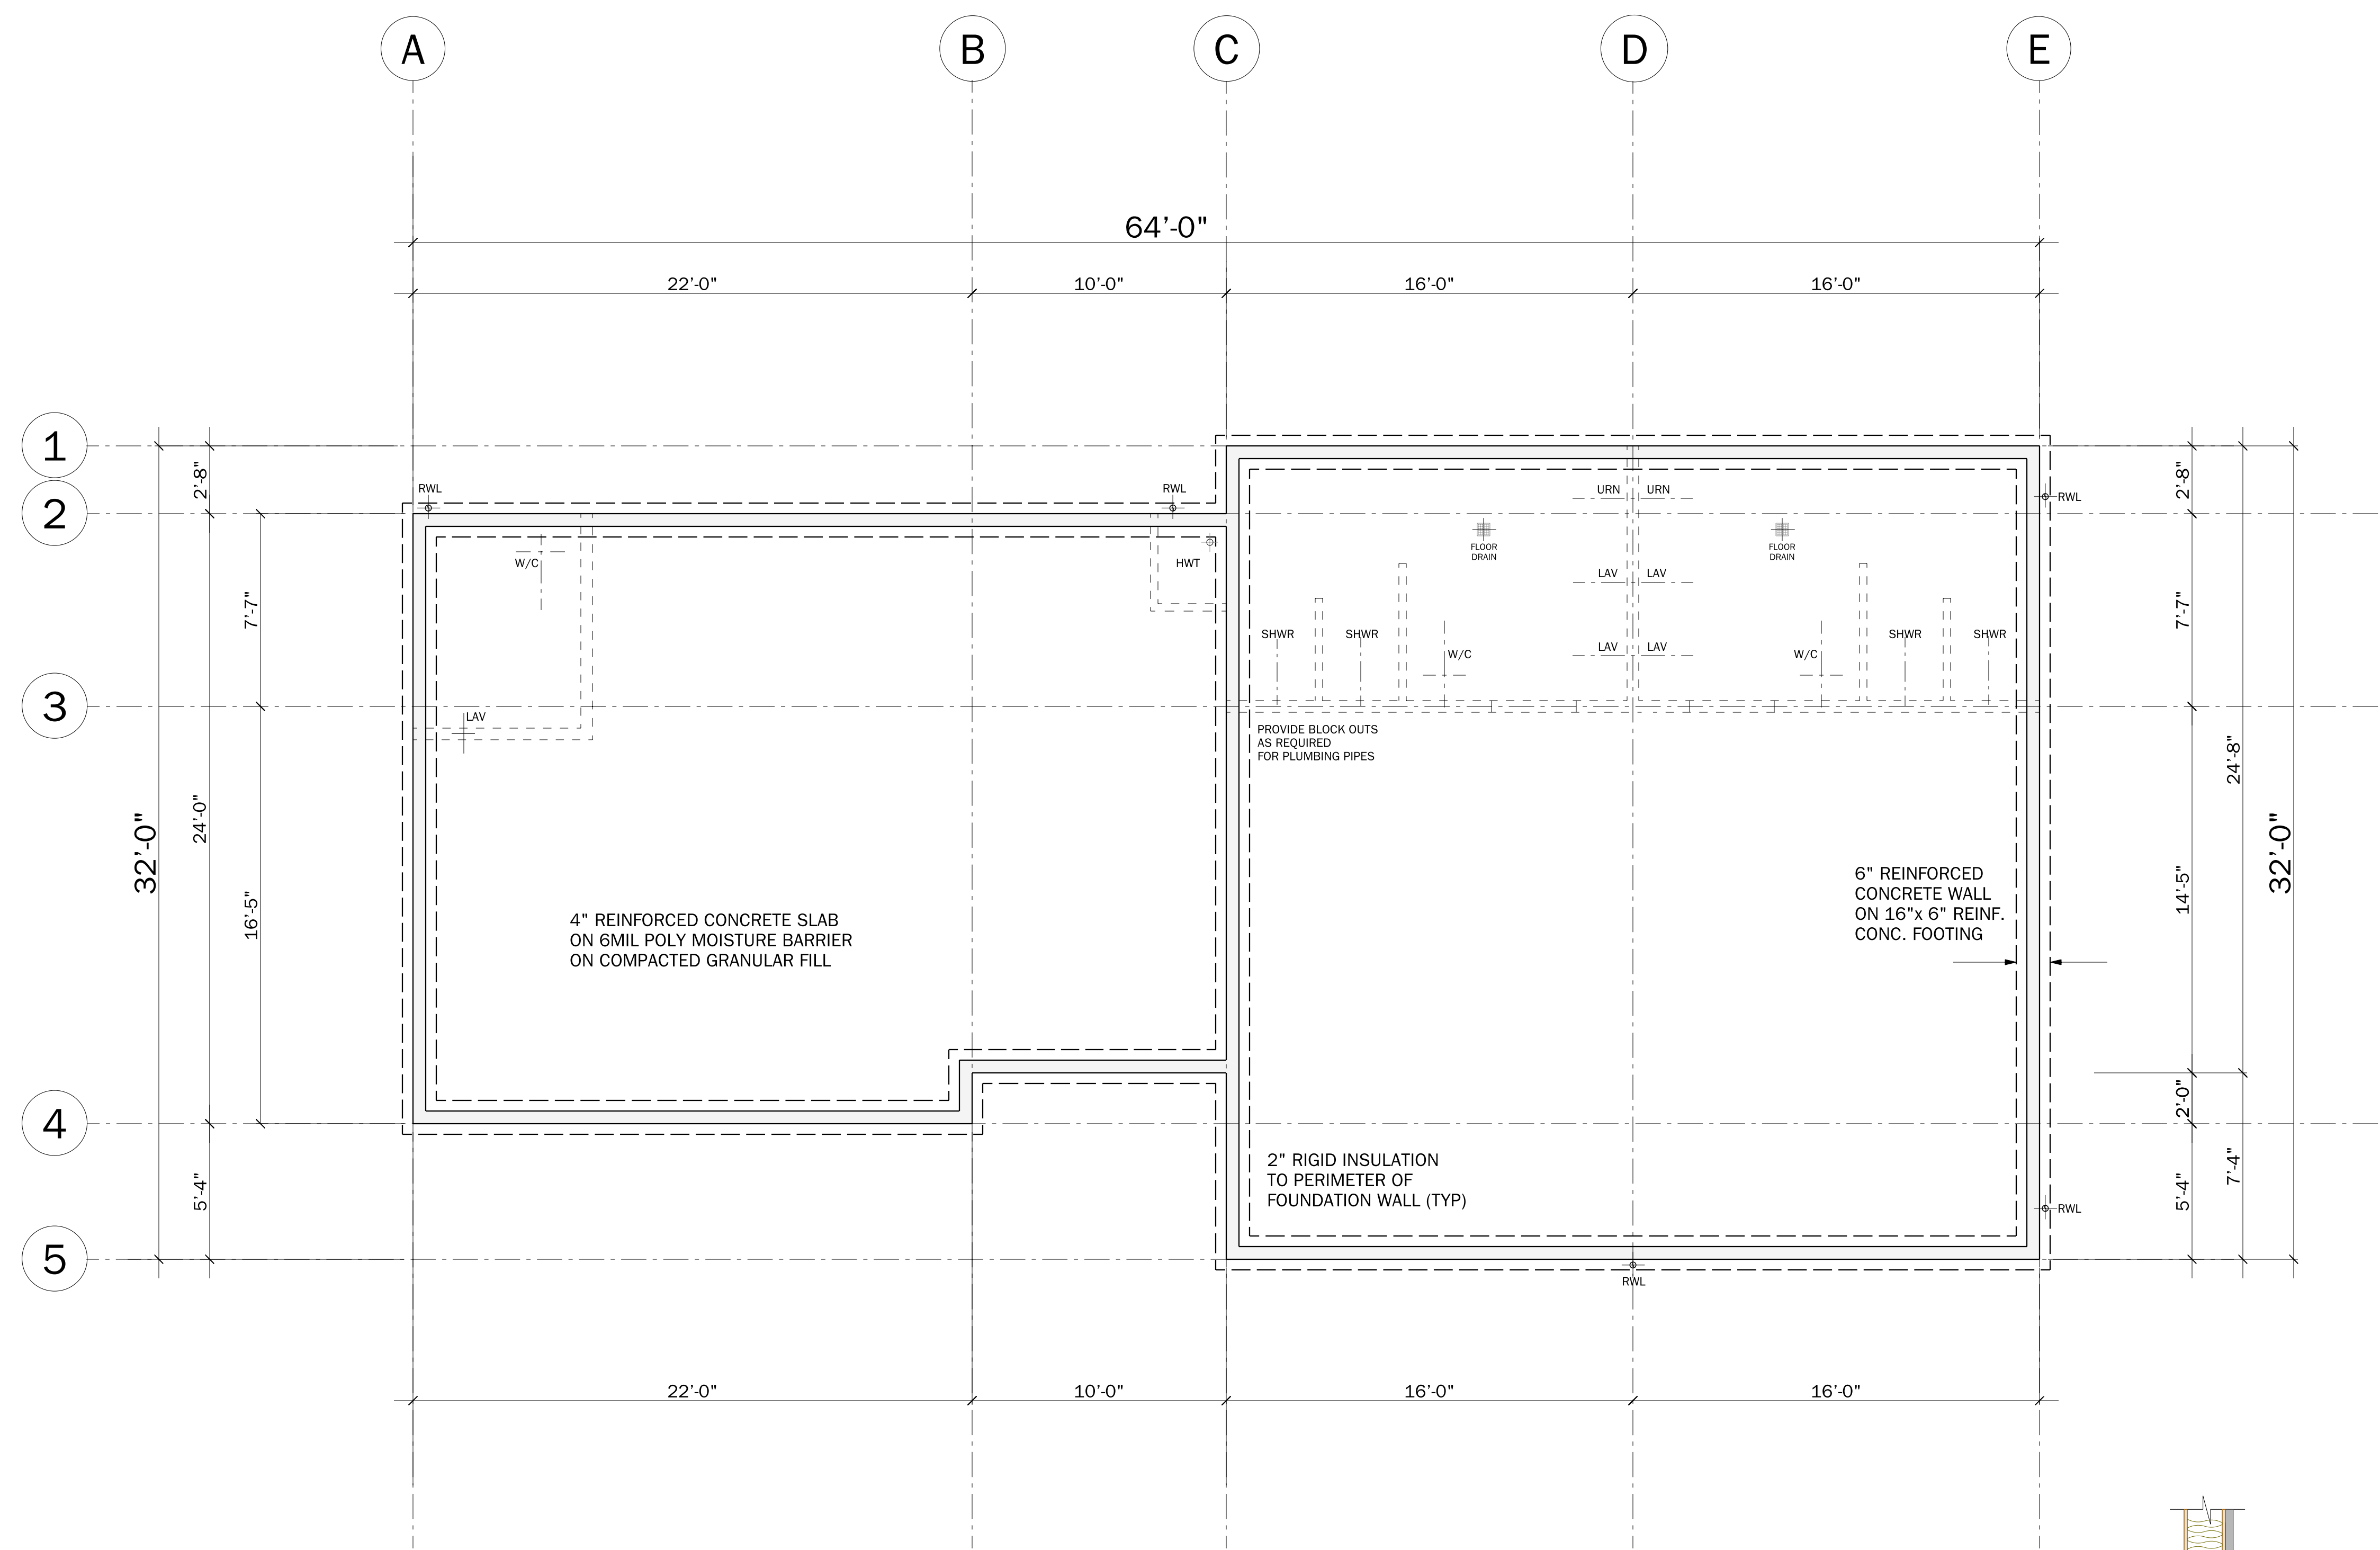 A B C D E
64'-0"
22'-0" 10'-0" 16'-0" 16'-0"
1
2'-8"
2'-8"
2
RWL
RWL
URN URN
RWL
FLOOR
DRAIN
FLOOR
DRAIN
W/C
HWT
LAV LAV
7'-7"
7'-7"
SHWR SHWR
W/C
LAV LAV
W/C
SHWR SHWR
3
LAV
PROVIDE BLOCK OUTS
AS REQUIRED
FOR PLUMBING PIPES
24'-8"
32'-0"
24'-0"
16'-5"
14'-5"
32'-0"
4" REINFORCED CONCRETE SLAB
ON 6MIL POLY MOISTURE BARRIER
ON COMPACTED GRANULAR FILL
6" REINFORCED
CONCRETE WALL
ON 16"x 6" REINF.
CONC. FOOTING
2'-0"
4
2" RIGID INSULATION
TO PERIMETER OF
FOUNDATION WALL (TYP)
5'-4"
5'-4"
7'-4"
RWL
5
RWL
22'-0" 10'-0" 16'-0" 16'-0"